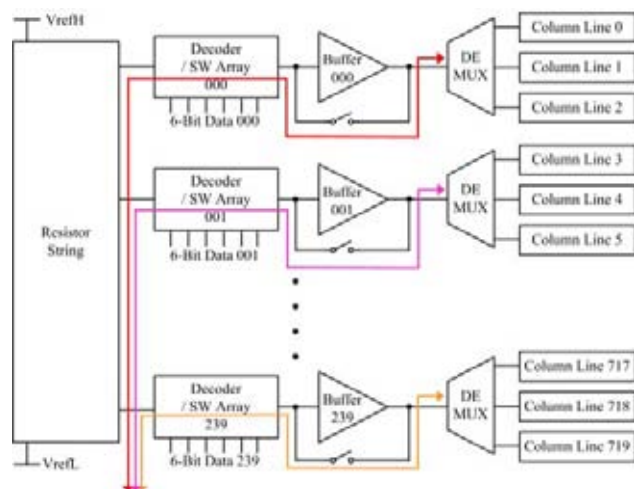 VrefH
Decoder
/ SW Array
000
6-Bit Data 000
Buffer
000
DE
MUX
Column Line 0
Column Line 1
Column Line 2
Resistor
String
Decoder
/ SW Array
001
6-Bit Data 001
Buffer
001
DE
MUX
Column Line 3
Column Line 4
Column Line 5
Decoder
/ SW Array
239
6-Bit Data 239
Buffer
239
DE
MUX
Column Line 717
Column Line 718
Column Line 719
VrefL